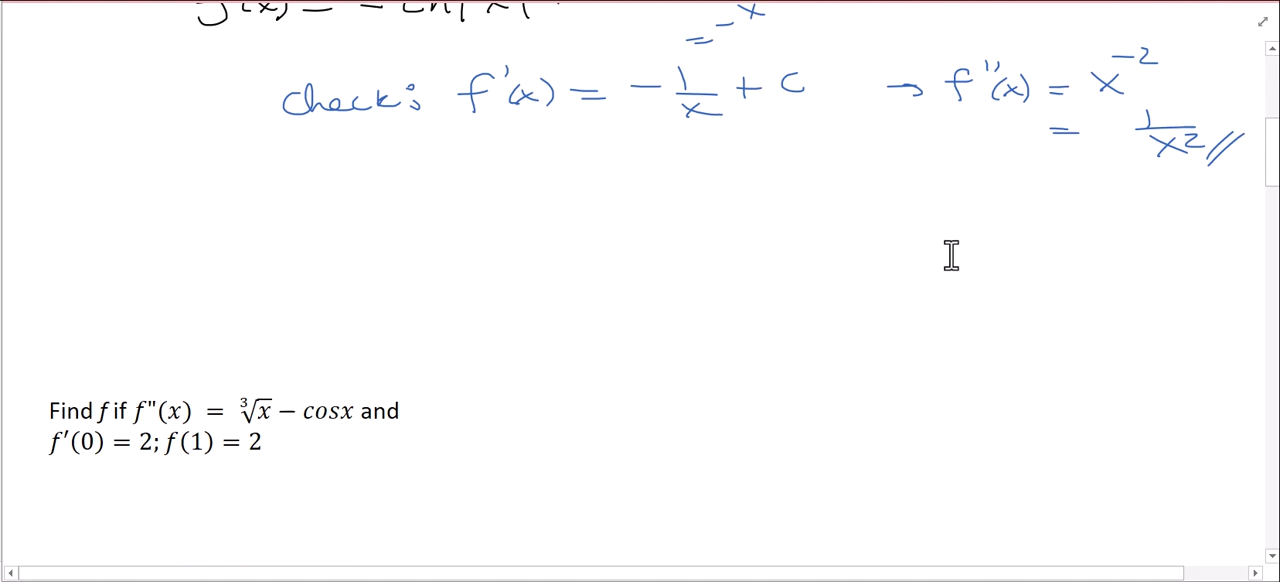 = - x
check: f'(x) = - 1/x + c → f''(x) = x⁻²
= 1/x² //
Find f if f"(x) = ∛x − cosx and
f′(0) = 2; f(1) = 2